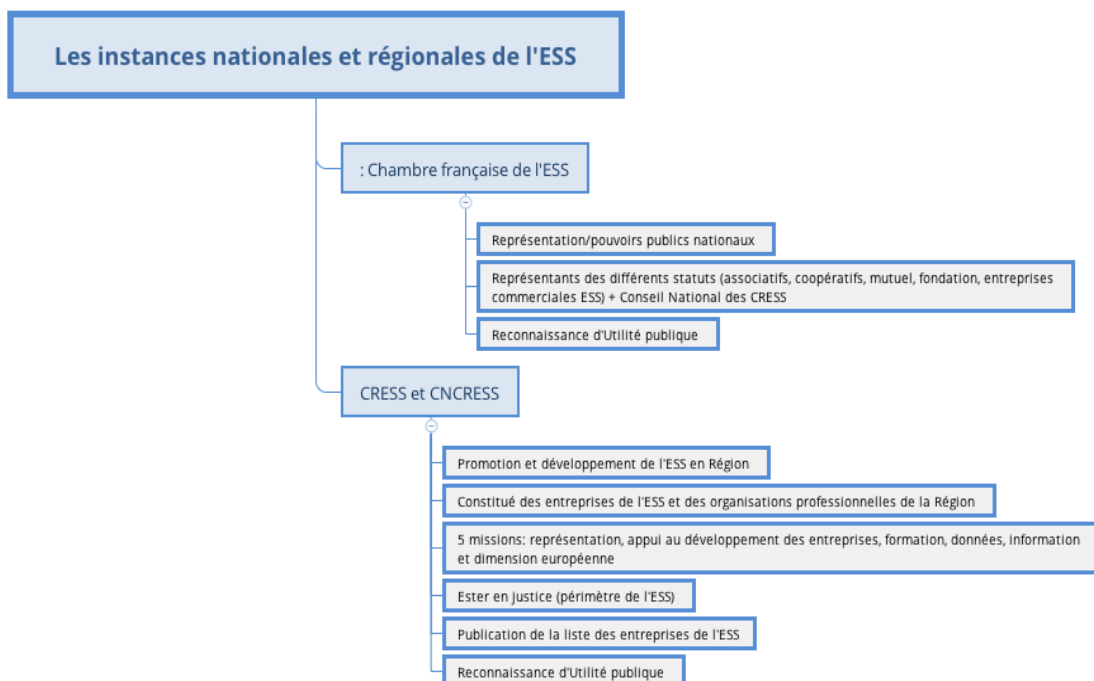 Les instances nationales et régionales de l'ESS
: Chambre française de l'ESS
Représentation/pouvoirs publics nationaux
Représentants des différents statuts (associatifs, coopératifs, mutuel, fondation, entreprises
commerciales ESS) + Conseil National des CRESS
Reconnaissance d'Utilité publique
CRESS et CNCRESS
Promotion et développement de l'ESS en Région
Constitué des entreprises de l'ESS et des organisations professionnelles de la Région
5 missions: représentation, appui au développement des entreprises, formation, données, information
et dimension européenne
Ester en justice (périmètre de l'ESS)
Publication de la liste des entreprises de l'ESS
Reconnaissance d'Utilité publique